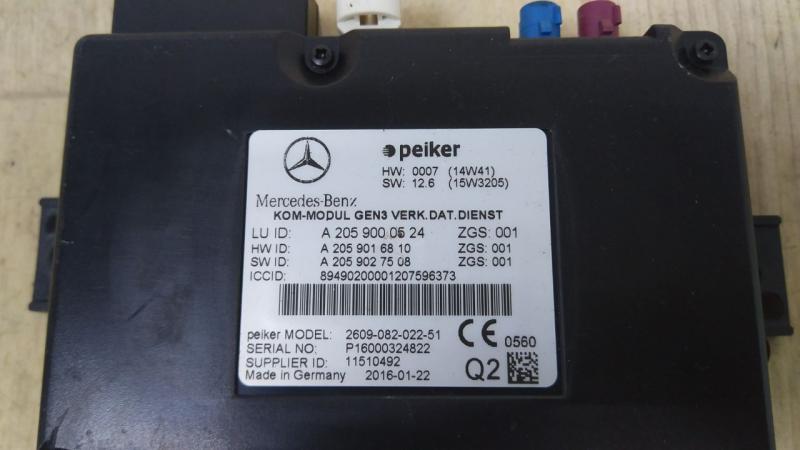 peiker
HW: 0007 (14W41)
SW: 12.6 (15W3205)
Mercedes-Benz
KOM-MODUL GEN3 VERK.DAT.DIENST
LU ID: A 205 900 05 24 ZGS: 001
HW ID: A 205 901 68 10 ZGS: 001
SW ID: A 205 902 75 08 ZGS: 001
ICCID: 89490200001207596373
peiker MODEL: 2609-082-022-51 CE 0560
SERIAL NO: P16000324822
SUPPLIER ID: 11510492
Made in Germany 2016-01-22 Q2